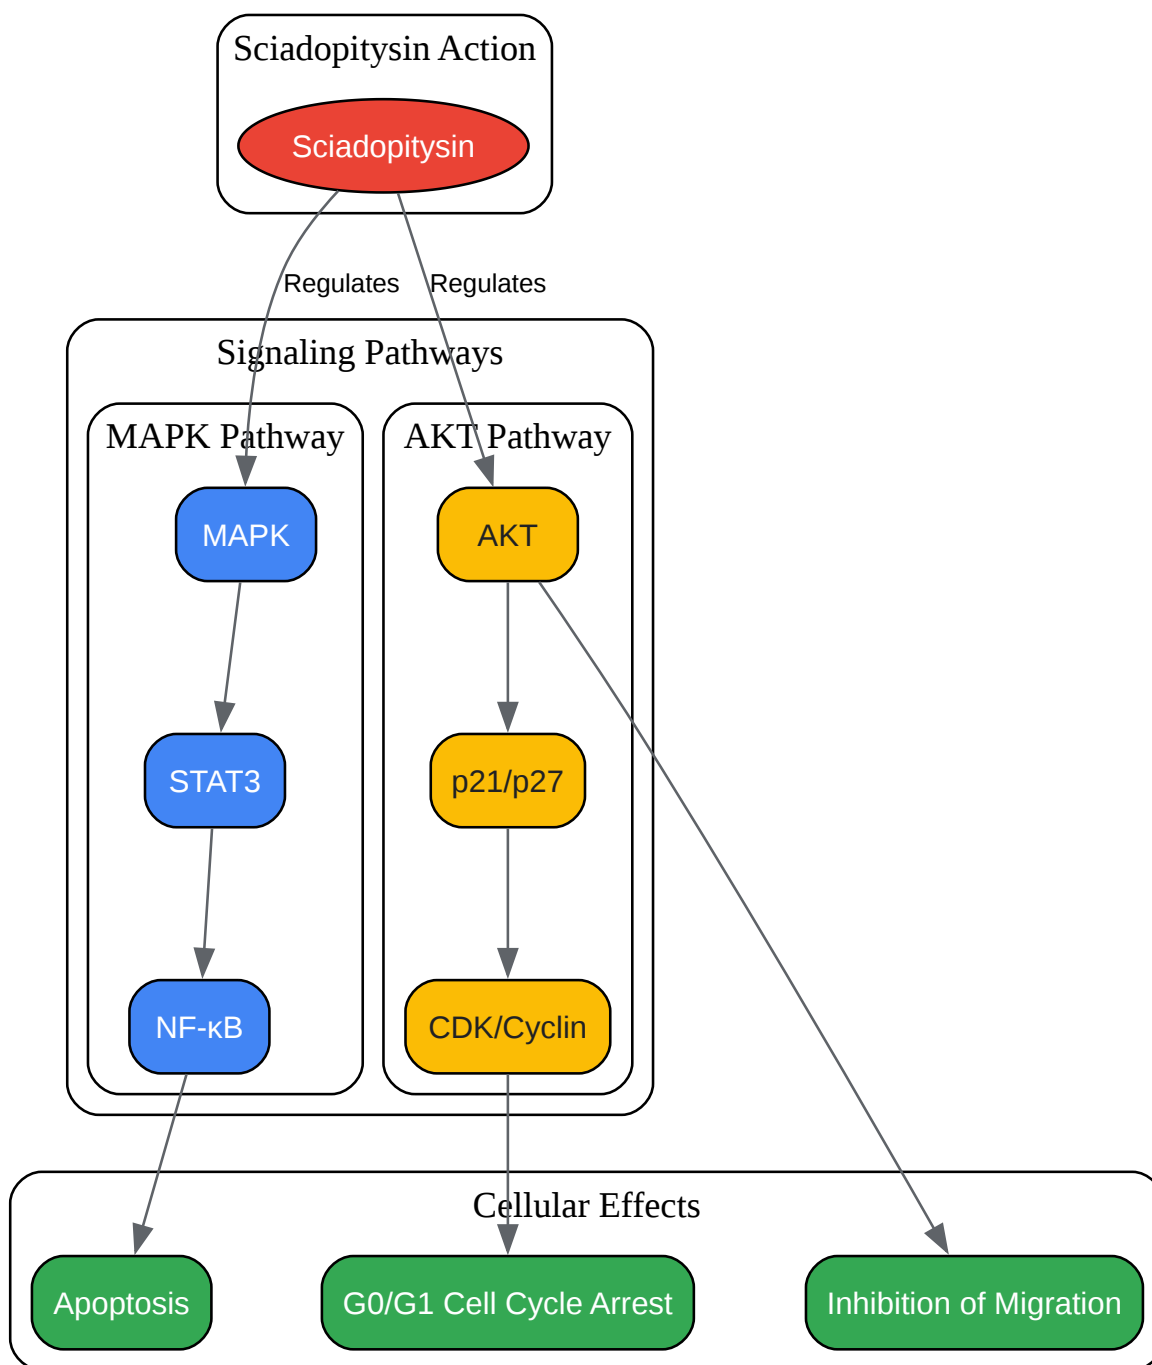 Sciadopitysin Action
Sciadopitysin
Regulates
Regulates
Signaling Pathways
MAPK Pathway
AKT Pathway
MAPK
AKT
STAT3
p21/p27
NF-κB
CDK/Cyclin
Cellular Effects
Apoptosis
G0/G1 Cell Cycle Arrest
Inhibition of Migration